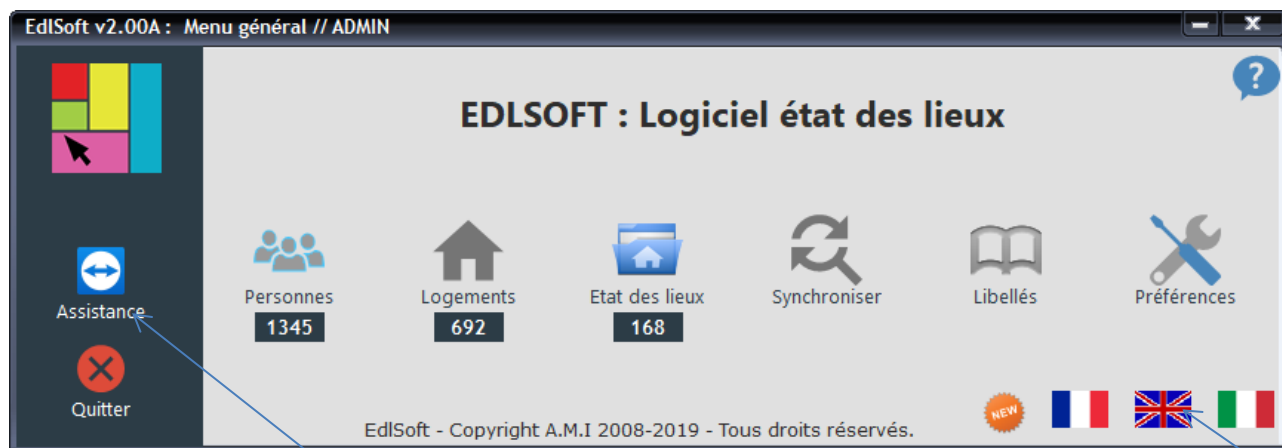 EdlSoft v2.00A : Menu général // ADMIN
?
EDLSOFT : Logiciel état des lieux
Assistance
Quitter
Personnes
1345
Logements
692
Etat des lieux
168
Synchroniser
Libellés
Préférences
NEW
EdlSoft - Copyright A.M.I 2008-2019 - Tous droits réservés.